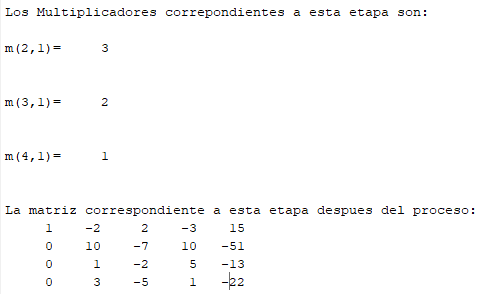 Los Multiplicadores correpondientes a esta etapa son:
m(2,1)= 3
m(3,1)= 2
m(4,1)= 1
La matriz correspondiente a esta etapa despues del proceso:
1 -2 2 -3 15
0 10 -7 10 -51
0 1 -2 5 -13
0 3 -5 1 -22